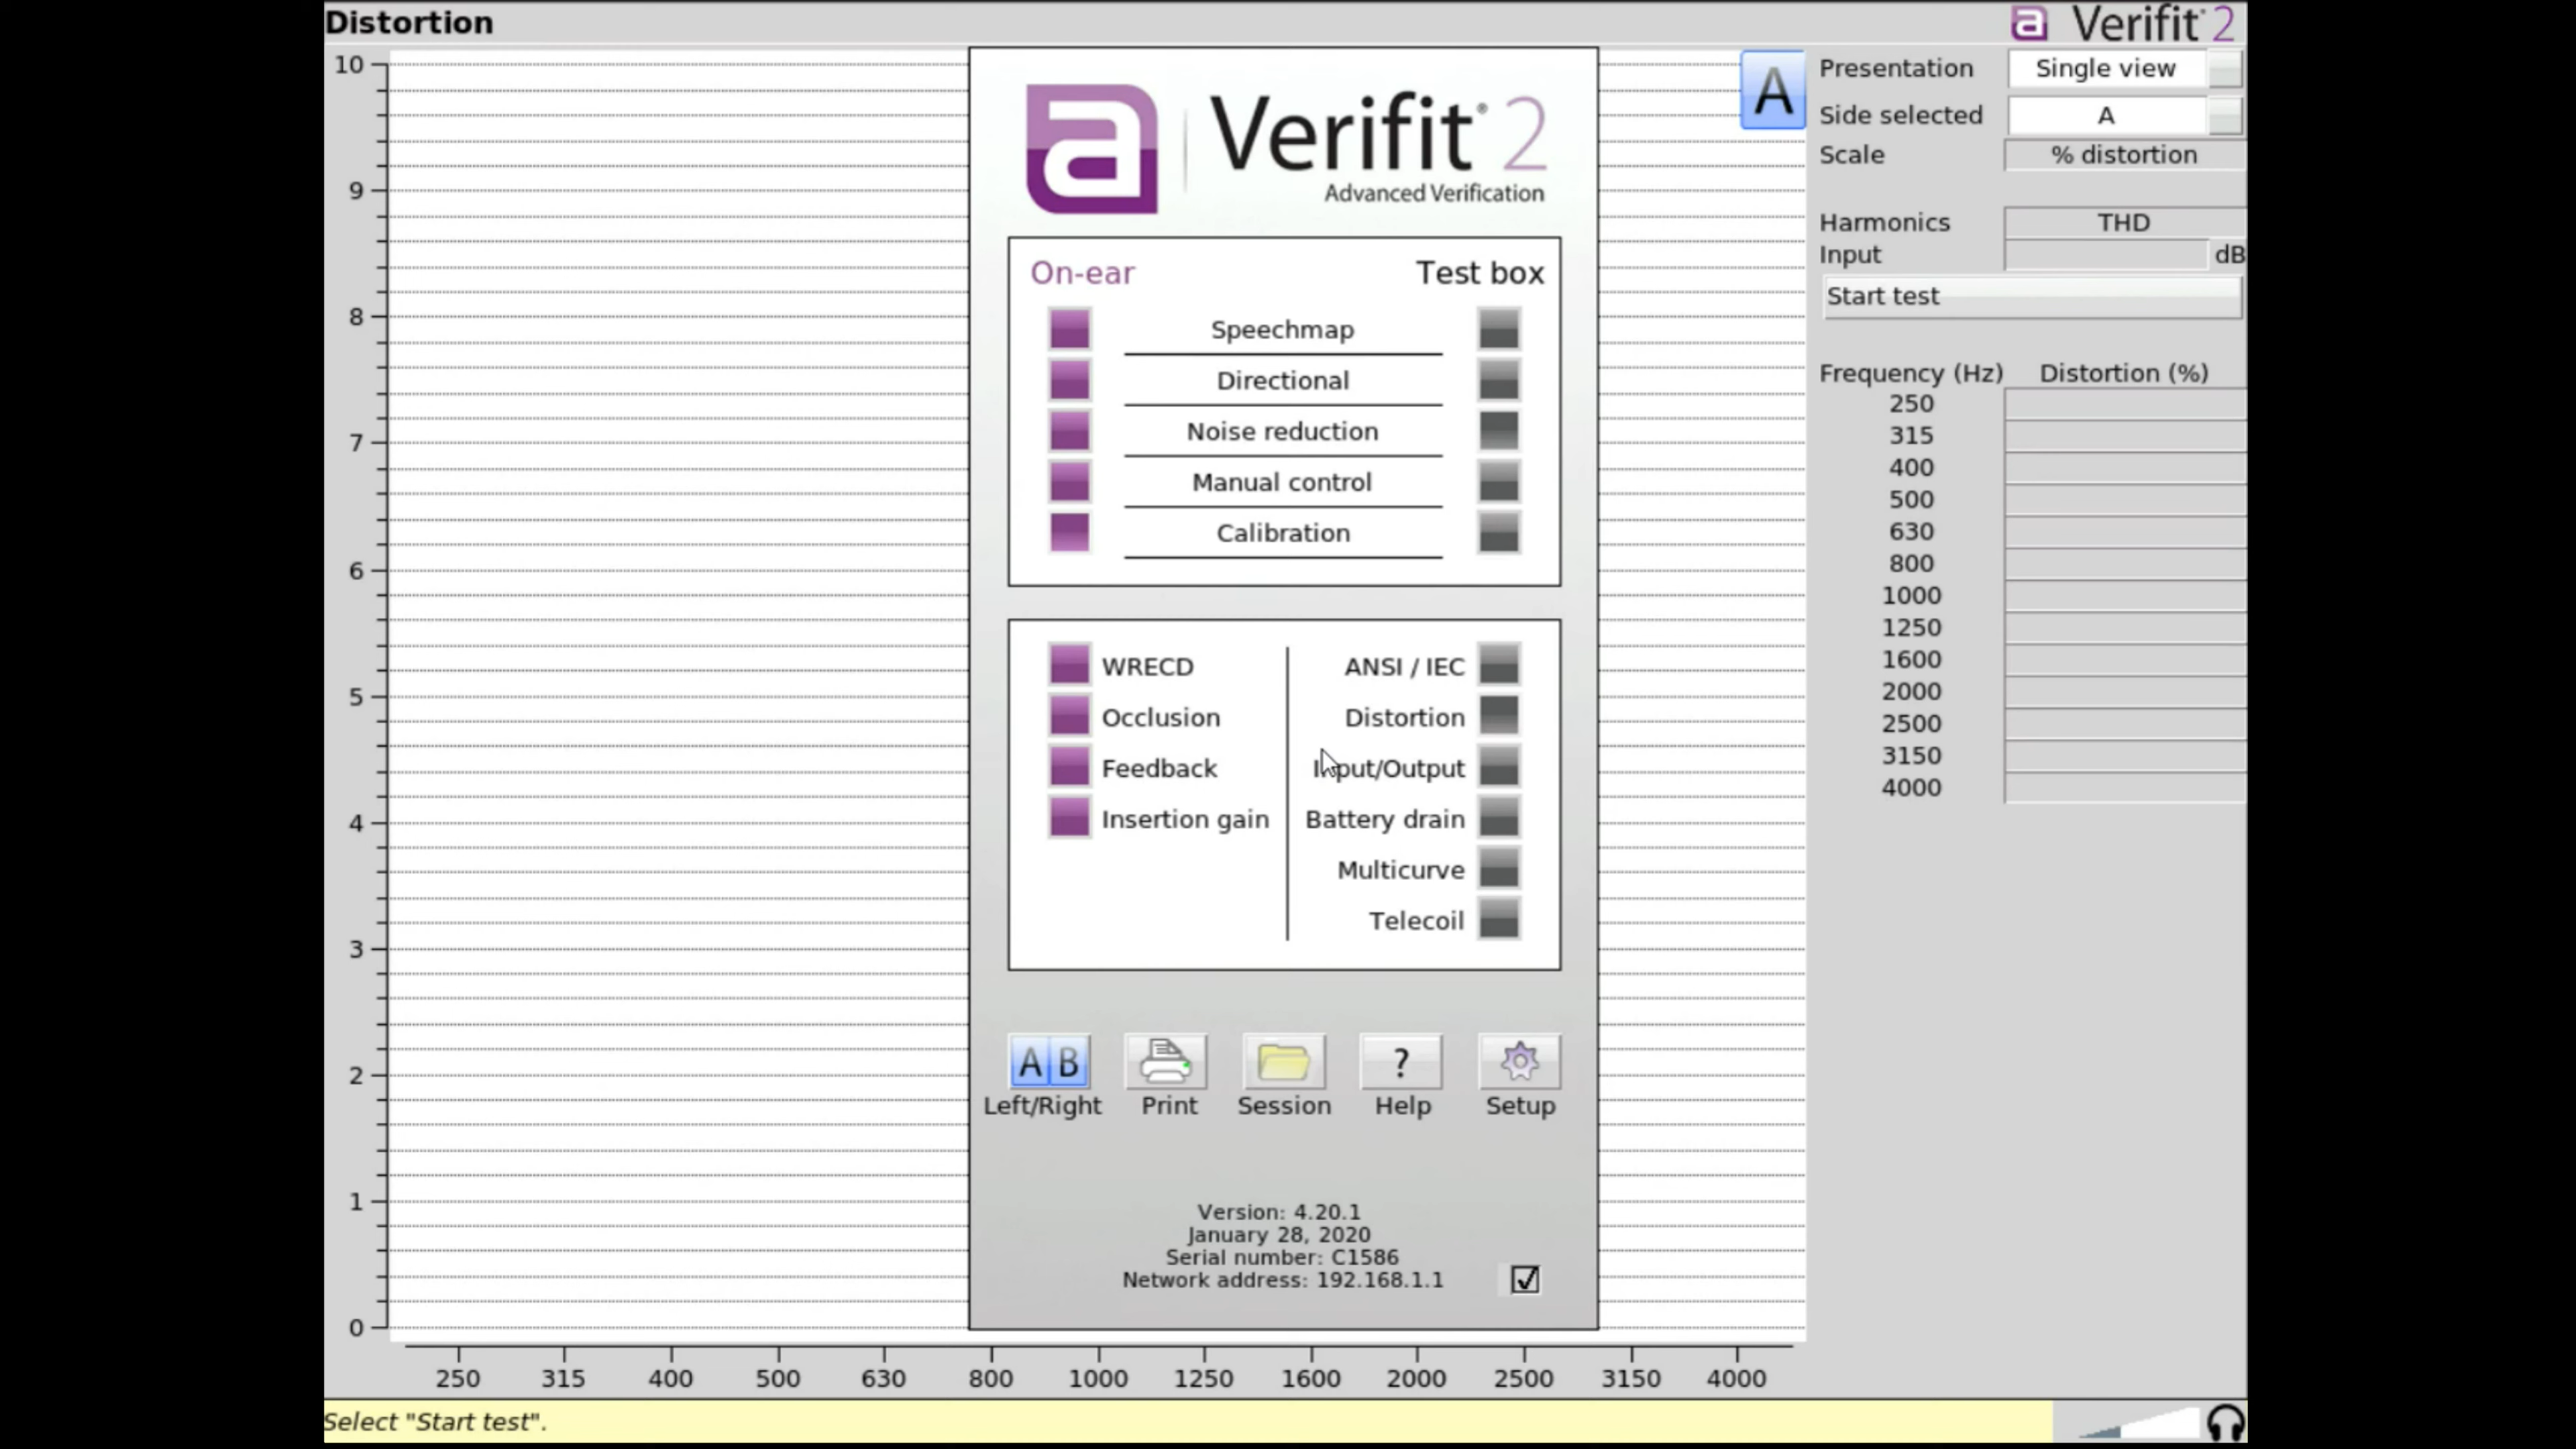 Distortion
a Verifit 2
10
9
8
7
6
5
4
3
2
1
0
250 315 400 500 630 800 1000 1250 1600 2000 2500 3150 4000
a Verifit® 2
Advanced Verification
On-ear Test box
Speechmap
Directional
Noise reduction
Manual control
Calibration
WRECD ANSI / IEC
Occlusion Distortion
Feedback Input/Output
Insertion gain Battery drain
Multicurve
Telecoil
A B ?
Left/Right Print Session Help Setup
Version: 4.20.1
January 28, 2020
Serial number: C1586
Network address: 192.168.1.1
A
Presentation Single view
Side selected A
Scale % distortion
Harmonics THD
Input dB
Start test
Frequency (Hz) Distortion (%)
250
315
400
500
630
800
1000
1250
1600
2000
2500
3150
4000
Select "Start test".